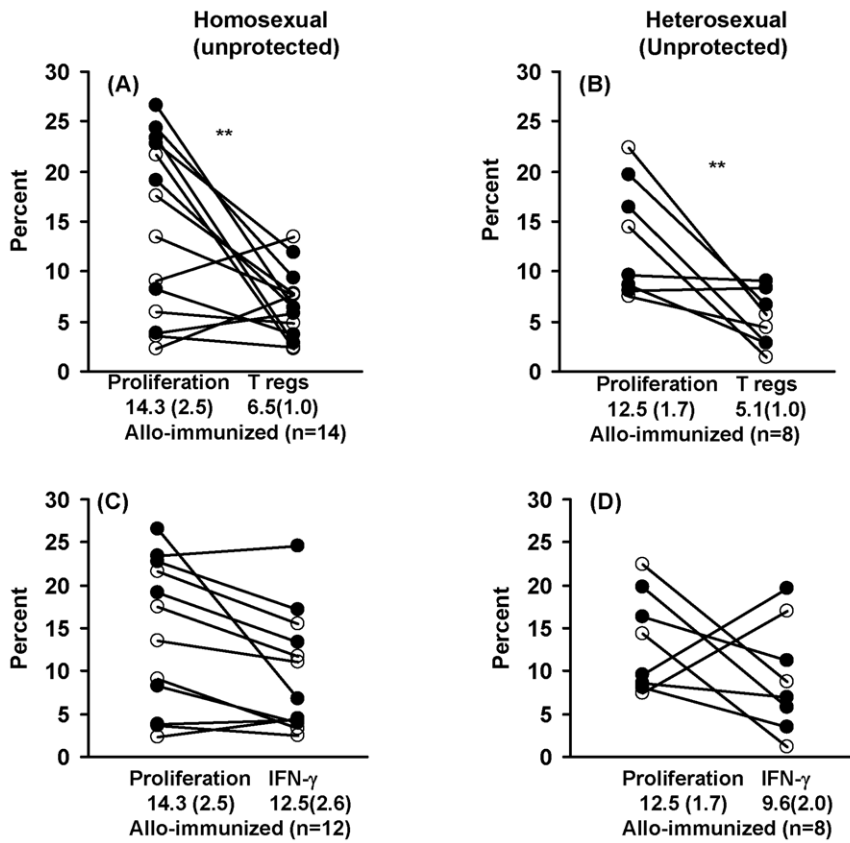 Homosexual
(unprotected)
Heterosexual
(Unprotected)
(A)
30
25
20
15
10
5
0
Percent
**
Proliferation T regs
14.3 (2.5) 6.5(1.0)
Allo-immunized (n=14)
(B)
30
25
20
15
10
5
0
Percent
**
Proliferation T regs
12.5 (1.7) 5.1(1.0)
Allo-immunized (n=8)
(C)
30
25
20
15
10
5
0
Percent
Proliferation IFN-γ
14.3 (2.5) 12.5(2.6)
Allo-immunized (n=12)
(D)
30
25
20
15
10
5
0
Percent
Proliferation IFN-γ
12.5 (1.7) 9.6(2.0)
Allo-immunized (n=8)